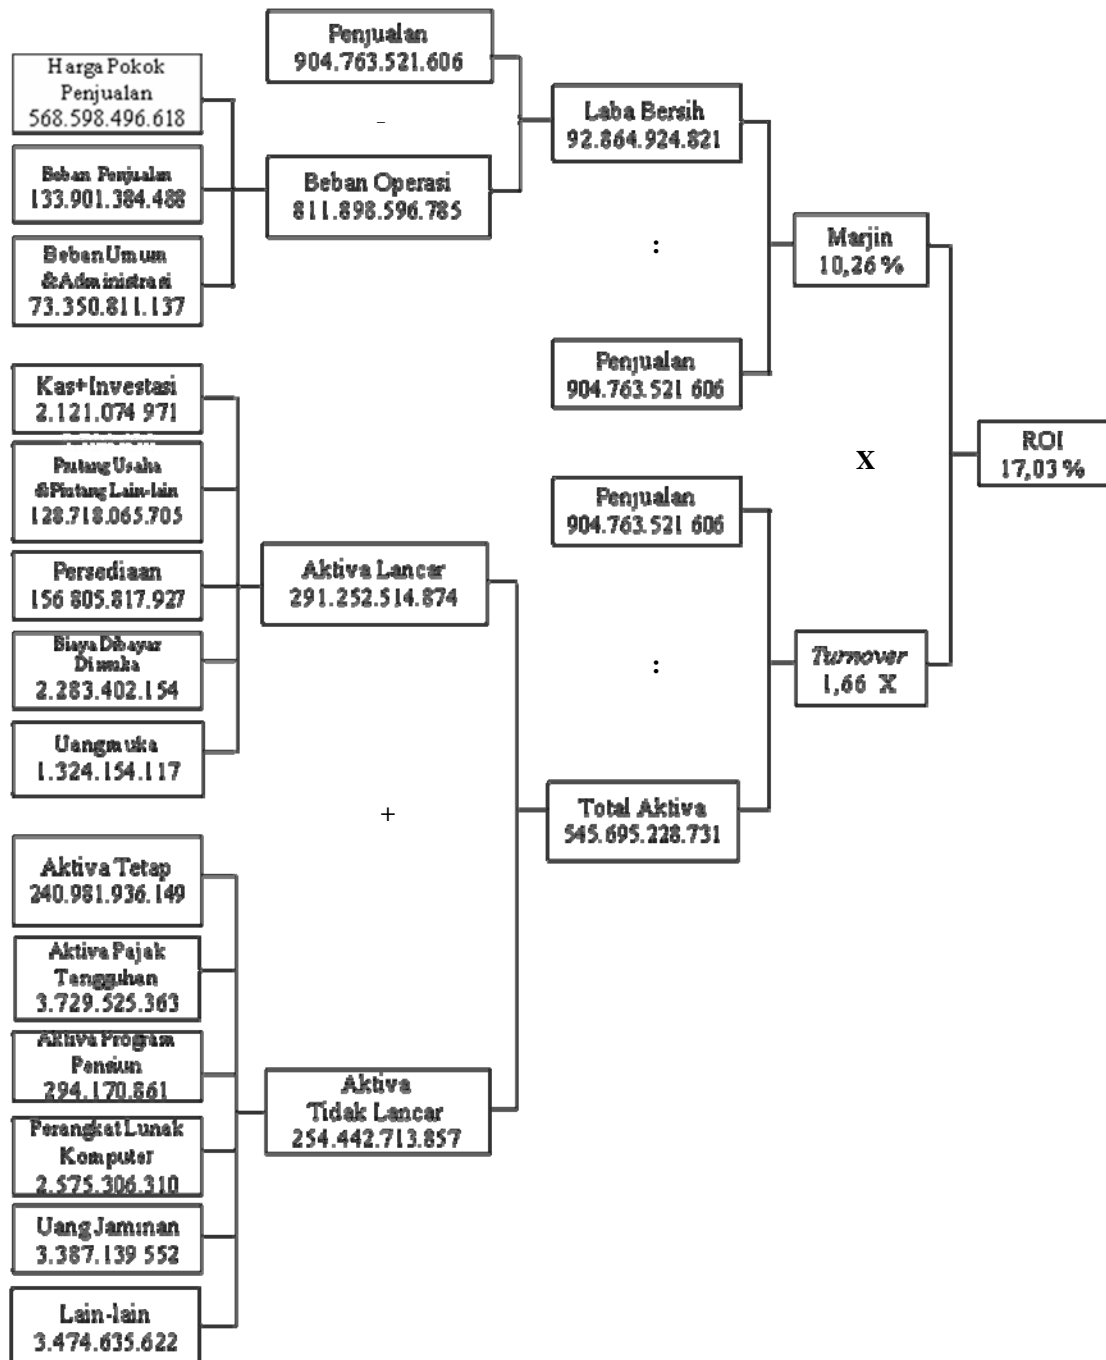 Penjualan
904.763.521.606
Harga Pokok
Penjualan
568.598.496.618
-
Laba Bersih
92.864.924.821
Beban Penjualan
133.901.384.488
Beban Operasi
811.898.596.785
Beban Umum
&Administrasi
73.350.811.137
:
Marjin
10,26 %
Penjualan
904.763.521 606
Kas+Investasi
2.121.074 971
ROI
17,03 %
X
Piutang Usaha
&Piutang Lain-lain
128.718.065.705
Penjualan
904.763.521 606
Persediaan
156 805.817.927
Aktiva Lancar
291.252.514.874
Biaya Dibayar
Dimuka
2.283.402.154
:
Turnover
1,66 X
Uangmuka
1.324.154.117
+
Total Aktiva
545.695.228.731
Aktiva Tetap
240.981.936.149
Aktiva Pajak
Tangguhan
3.729.525.363
Aktiva Program
Pensiun
294.170.861
Aktiva
Tidak Lancar
254.442.713.857
Perangkat Lunak
Komputer
2.575.306.310
Uang Jaminan
3.387.139 552
Lain-lain
3.474.635.622